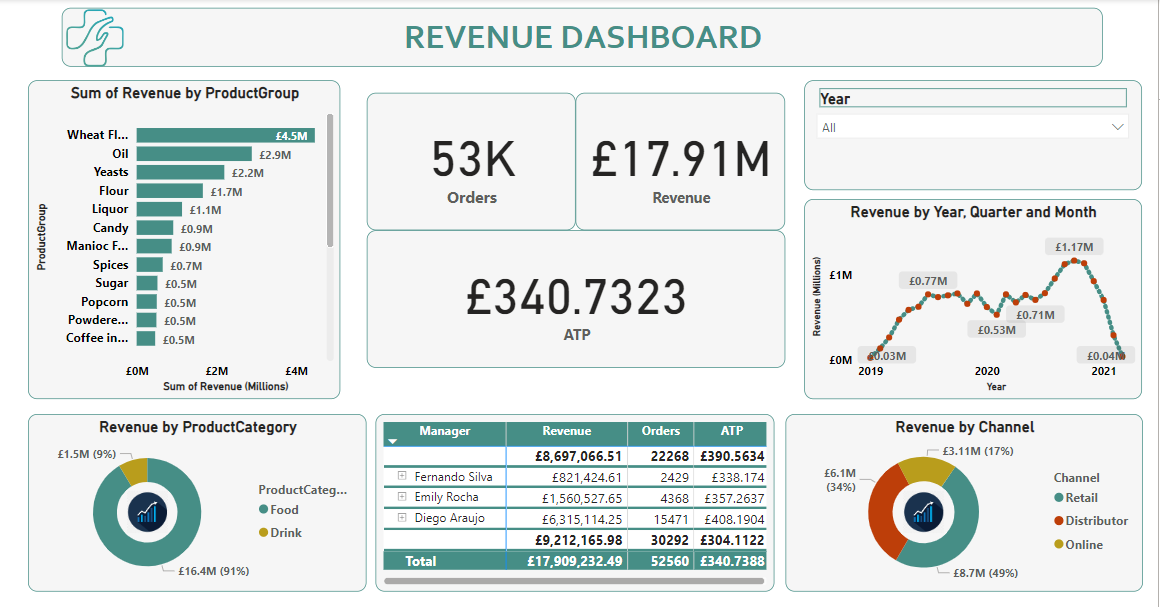 REVENUE DASHBOARD
Sum of Revenue by ProductGroup
ProductGroup
Wheat Fl... £4.5M
Oil £2.9M
Yeasts £2.2M
Flour £1.7M
Liquor £1.1M
Candy £0.9M
Manioc F... £0.9M
Spices £0.7M
Sugar £0.5M
Popcorn £0.5M
Powdere... £0.5M
Coffee in... £0.5M
£0M £2M £4M
Sum of Revenue (Millions)
53K
Orders
£17.91M
Revenue
£340.7323
ATP
Year
All
Revenue by Year, Quarter and Month
Revenue (Millions)
£1.17M
£1M
£0.77M
£0.71M
£0.53M
£0M
£0.03M
£0.04M
2019 2020 2021
Year
Revenue by ProductCategory
£1.5M (9%)
£16.4M (91%)
ProductCateg...
Food
Drink
Manager Revenue Orders ATP
£8,697,066.51 22268 £390.5634
Fernando Silva £821,424.61 2429 £338.174
Emily Rocha £1,560,527.65 4368 £357.2637
Diego Araujo £6,315,114.25 15471 £408.1904
£9,212,165.98 30292 £304.1122
Total £17,909,232.49 52560 £340.7388
Revenue by Channel
£3.11M (17%)
£6.1M
(34%)
£8.7M (49%)
Channel
Retail
Distributor
Online